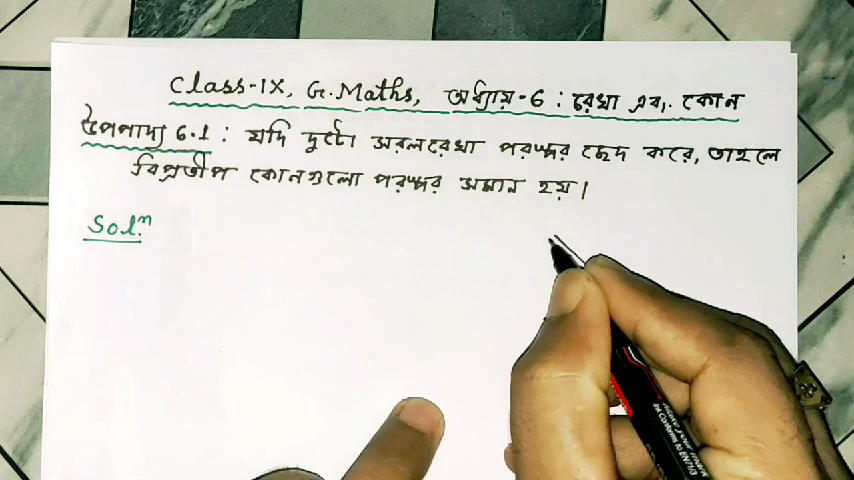 Class-IX, G.Maths, অধ্যায়-6 : রেখা এবং কোন
উপপাদ্য 6.1 : যদি দুটো সরলরেখা পরস্পর ছেদ করে, তাহলে
বিপ্রতীপ কোনগুলো পরস্পর সমান হয়।
Solⁿ.